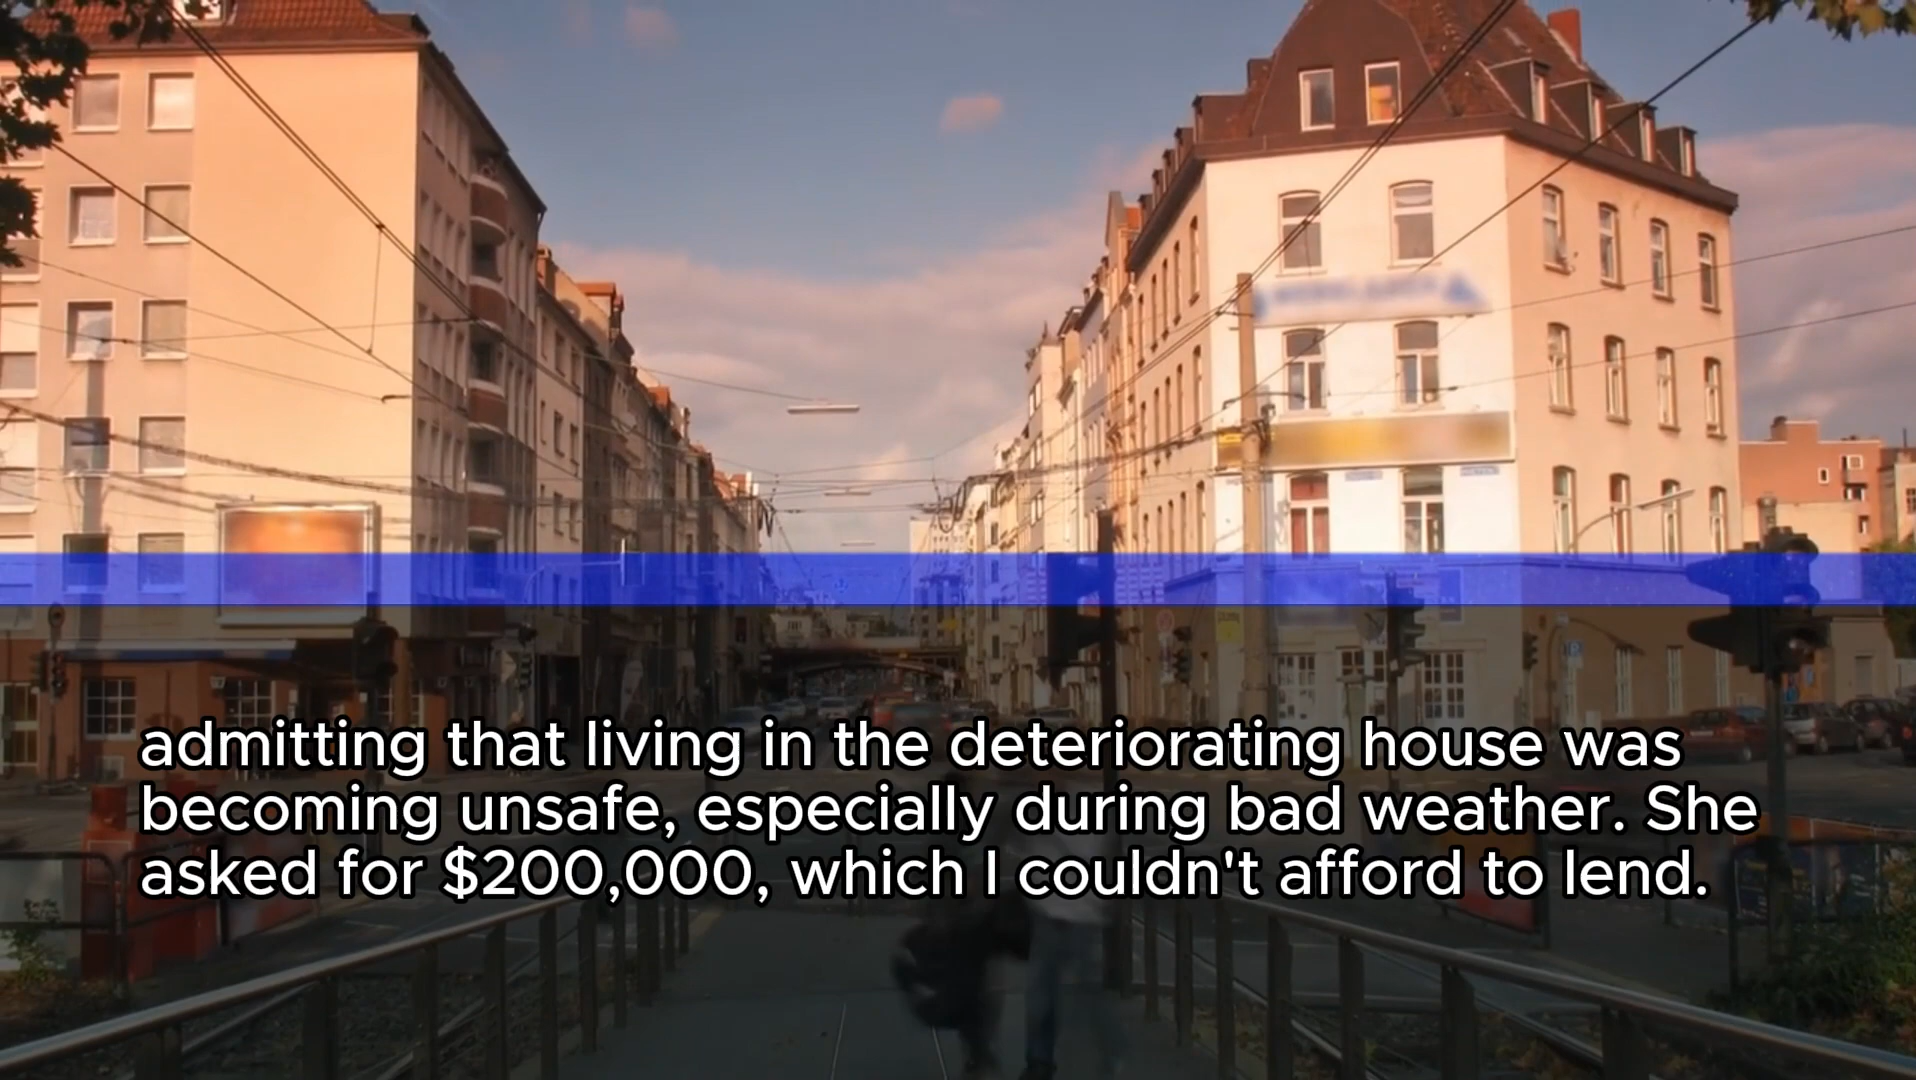 admitting that living in the deteriorating house was
becoming unsafe, especially during bad weather. She
asked for $200,000, which I couldn't afford to lend.